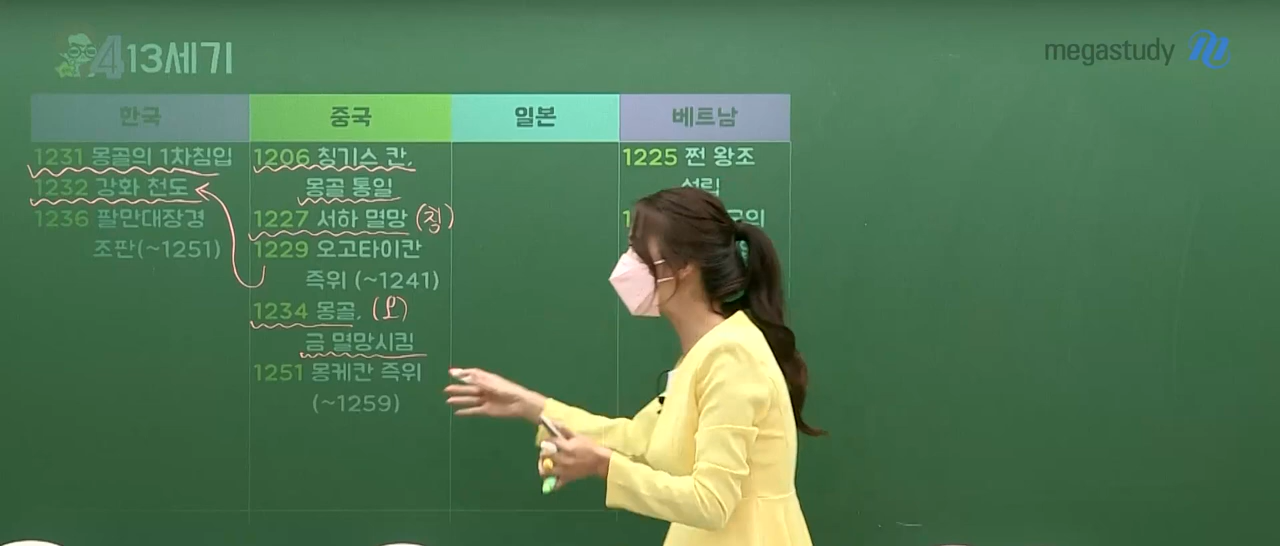 4 13세기
megastudy
한국
중국
일본
베트남
1231 몽골의 1차침입
1232 강화 천도
1236 팔만대장경
조판(~1251)
1206 칭기스 칸,
몽골 통일
1227 서하 멸망 (칭)
1229 오고타이칸
즉위 (~1241)
1234 몽골, (오)
금 멸망시킴
1251 몽케칸 즉위
(~1259)
1225 쩐 왕조
설립